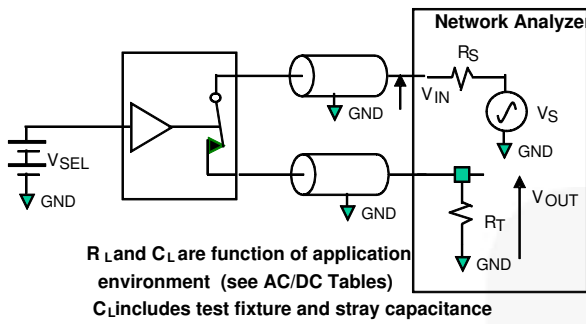 Network Analyzer
RS
VIN
GND
VS
GND
VSEL
GND
GND
RT
VOUT
GND
R L and C L are function of application
environment (see AC/DC Tables)
C L includes test fixture and stray capacitance